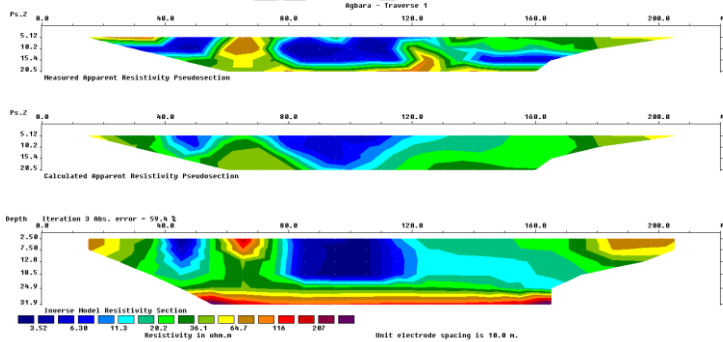 Agbara - Traverse 1
Ps.Z 0.0 40.0 80.0 120.0 160.0 200.0 m
5.12
10.2
15.4
20.5
Measured Apparent Resistivity Pseudosection
Ps.Z 0.0 40.0 80.0 120.0 160.0 200.0 m
5.12
10.2
15.4
20.5
Calculated Apparent Resistivity Pseudosection
Depth Iteration 3 Abs. error = 59.4 %
0.0 40.0 80.0 120.0 160.0 200.0 m
2.50
7.50
12.8
18.5
24.9
31.9
Inverse Model Resistivity Section
3.52 6.30 11.3 20.2 36.1 64.7 116 207
Resistivity in ohm.m Unit electrode spacing is 10.0 m.